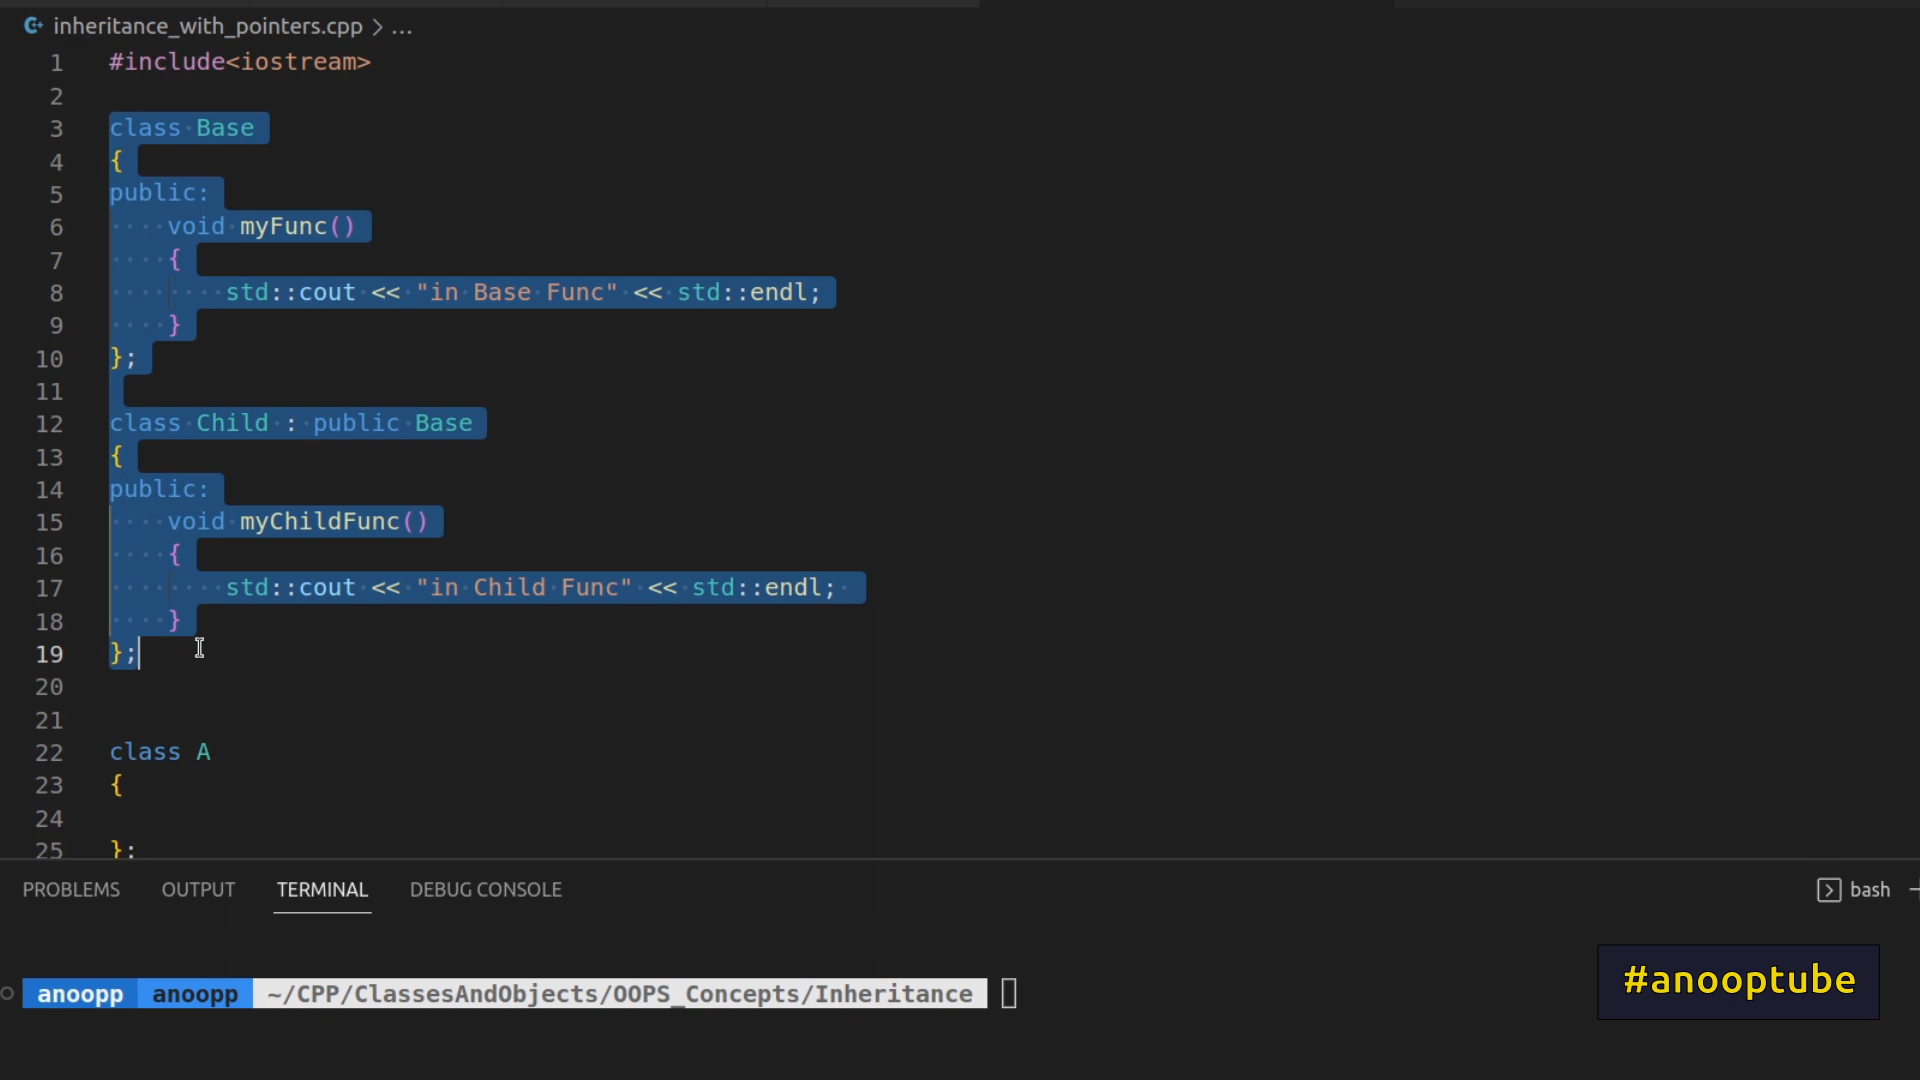 inheritance_with_pointers.cpp > ...
1 #include<iostream>
2
3 class Base
4 {
5 public:
6 void myFunc()
7 {
8 std::cout << "in Base Func" << std::endl;
9 }
10 };
11
12 class Child : public Base
13 {
14 public:
15 void myChildFunc()
16 {
17 std::cout << "in Child Func" << std::endl;
18 }
19 };
20
21
22 class A
23 {
24
25 };
PROBLEMS OUTPUT TERMINAL DEBUG CONSOLE bash
anoopp anoopp ~/CPP/ClassesAndObjects/OOPS_Concepts/Inheritance
#anooptube